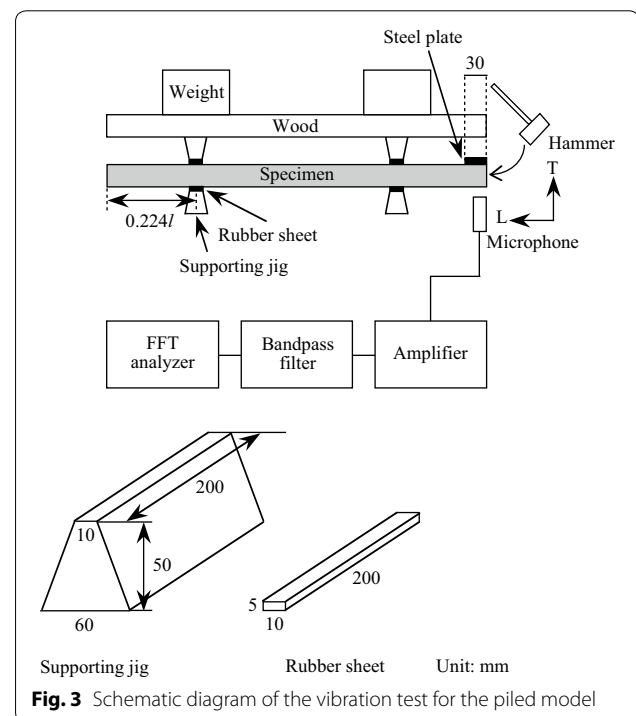 Steel plate
30
Weight
Wood
Hammer
Specimen
T
0.224l
L
Rubber sheet
Microphone
Supporting jig
FFT
analyzer
Bandpass
filter
Amplifier
200
10
50
60
5
200
10
Supporting jig
Rubber sheet
Unit: mm
Fig. 3 Schematic diagram of the vibration test for the piled model